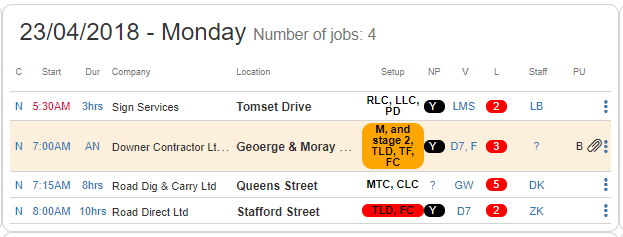 23/04/2018 - Monday Number of jobs: 4
C Start Dur Company Location Setup NP V L Staff PU
N 5:30AM 3hrs Sign Services Tomset Drive RLC, LLC, PD Y LMS 2 LB
N 7:00AM AN Downer Contractor Lt... Geoerge & Moray ... M, and stage 2, TLD, TF, FC Y D7, F 3 ? B
N 7:15AM 8hrs Road Dig & Carry Ltd Queens Street MTC, CLC ? GW 5 DK
N 8:00AM 10hrs Road Direct Ltd Stafford Street TLD, FC Y D7 2 ZK